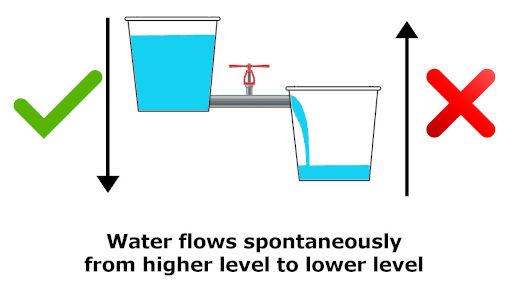 Water flows spontaneously
from higher level to lower level